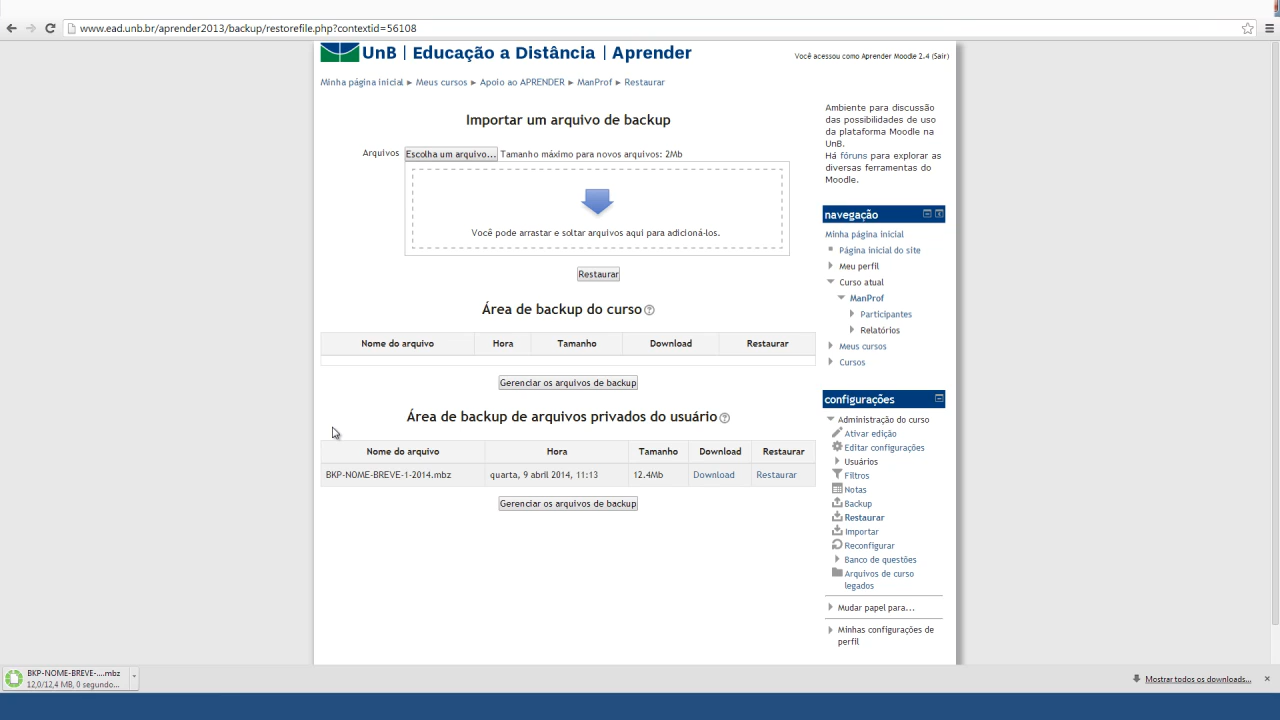 www.ead.unb.br/aprender2013/backup/restorefile.php?contextid=56108
UnB | Educação a Distância | Aprender
Você acessou como Aprender Moodle 2.4 (Sair)
Minha página inicial ► Meus cursos ► Apoio ao APRENDER ► ManProf ► Restaurar
Importar um arquivo de backup
Arquivos Escolha um arquivo... Tamanho máximo para novos arquivos: 2Mb
Você pode arrastar e soltar arquivos aqui para adicioná-los.
Restaurar
Área de backup do curso
Nome do arquivo Hora Tamanho Download Restaurar
Gerenciar os arquivos de backup
Área de backup de arquivos privados do usuário
Nome do arquivo Hora Tamanho Download Restaurar
BKP-NOME-BREVE-1-2014.mbz quarta, 9 abril 2014, 11:13 12.4Mb Download Restaurar
Gerenciar os arquivos de backup
Ambiente para discussão
das possibilidades de uso
da plataforma Moodle na
UnB.
Há fóruns para explorar as
diversas ferramentas do
Moodle.
navegação
Minha página inicial
Página inicial do site
Meu perfil
Curso atual
ManProf
Participantes
Relatórios
Meus cursos
Cursos
configurações
Administração do curso
Ativar edição
Editar configurações
Usuários
Filtros
Notas
Backup
Restaurar
Importar
Reconfigurar
Banco de questões
Arquivos de curso
legados
Mudar papel para...
Minhas configurações de
perfil
BKP-NOME-BREVE-....mbz
12,0/12,4 MB, 0 segundo...
Mostrar todos os downloads...